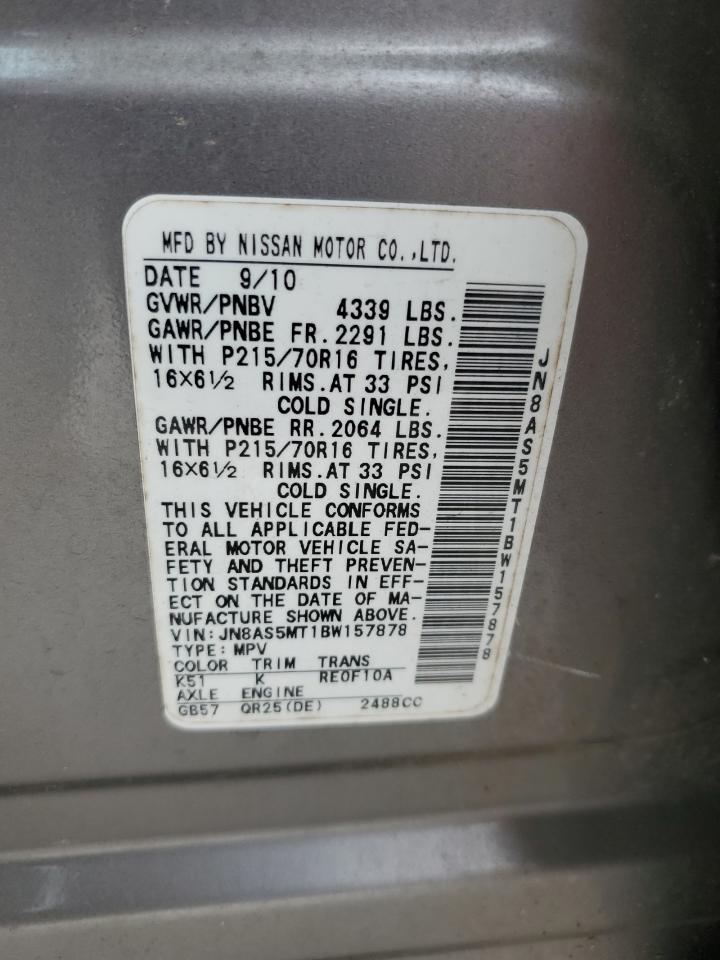 MFD BY NISSAN MOTOR CO.,LTD.
DATE 9/10
GVWR/PNBV 4339 LBS.
GAWR/PNBE FR.2291 LBS.
WITH P215/70R16 TIRES,
16X6½ RIMS.AT 33 PSI
COLD SINGLE.
GAWR/PNBE RR.2064 LBS.
WITH P215/70R16 TIRES,
16X6½ RIMS.AT 33 PSI
COLD SINGLE.
THIS VEHICLE CONFORMS
TO ALL APPLICABLE FED-
ERAL MOTOR VEHICLE SA-
FETY AND THEFT PREVEN-
TION STANDARDS IN EFF-
ECT ON THE DATE OF MA-
NUFACTURE SHOWN ABOVE.
VIN:JN8AS5MT1BW157878
TYPE:MPV
COLOR TRIM TRANS
K51 K RE0F10A
AXLE ENGINE
GB57 QR25(DE) 2488CC
JN8AS5MT1BW157878